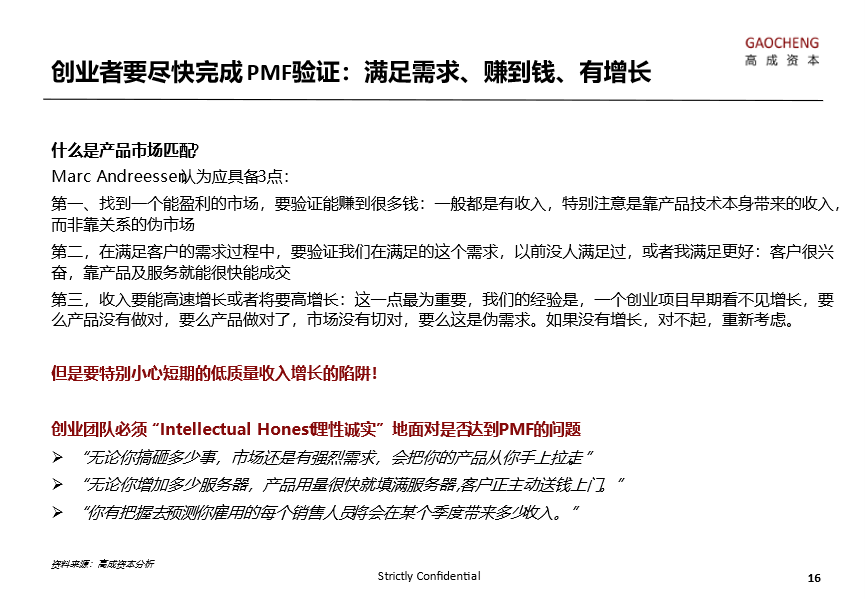 GAOCHENG
高 成 资 本
创业者要尽快完成PMF验证：满足需求、赚到钱、有增长
什么是产品市场匹配？
Marc Andreessen认为应具备3点：
第一、找到一个能盈利的市场，要验证能赚到很多钱：一般都是有收入，特别注意是靠产品技术本身带来的收入，
而非靠关系的伪市场
第二，在满足客户的需求过程中，要验证我们在满足的这个需求，以前没人满足过，或者我满足更好：客户很兴
奋，靠产品及服务就能很快能成交
第三，收入要能高速增长或者将要高增长：这一点最为重要，我们的经验是，一个创业项目早期看不见增长，要
么产品没有做对，要么产品做对了，市场没有切对，要么这是伪需求。如果没有增长，对不起，重新考虑。
但是要特别小心短期的低质量收入增长的陷阱！
创业团队必须“Intellectual Honest理性诚实”地面对是否达到PMF的问题
➢ “无论你搞砸多少事，市场还是有强烈需求，会把你的产品从你手上拉走。”
➢ “无论你增加多少服务器，产品用量很快就填满服务器，客户正主动送钱上门。”
➢ “你有把握去预测你雇用的每个销售人员将会在某个季度带来多少收入。”
资料来源：高成资本分析
Strictly Confidential
16